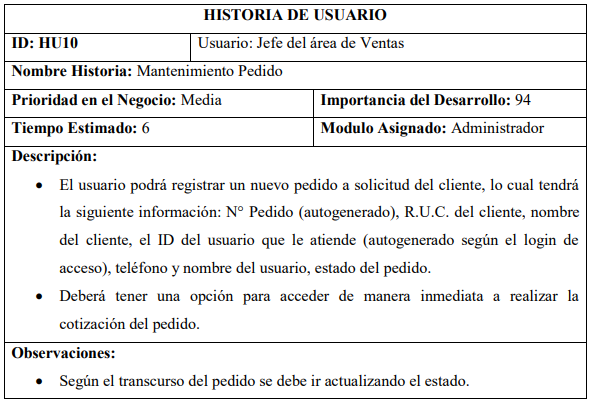 HISTORIA DE USUARIO
ID: HU10 Usuario: Jefe del área de Ventas
Nombre Historia: Mantenimiento Pedido
Prioridad en el Negocio: Media Importancia del Desarrollo: 94
Tiempo Estimado: 6 Modulo Asignado: Administrador
Descripción:
• El usuario podrá registrar un nuevo pedido a solicitud del cliente, lo cual tendrá
la siguiente información: N° Pedido (autogenerado), R.U.C. del cliente, nombre
del cliente, el ID del usuario que le atiende (autogenerado según el login de
acceso), teléfono y nombre del usuario, estado del pedido.
• Deberá tener una opción para acceder de manera inmediata a realizar la
cotización del pedido.
Observaciones:
• Según el transcurso del pedido se debe ir actualizando el estado.